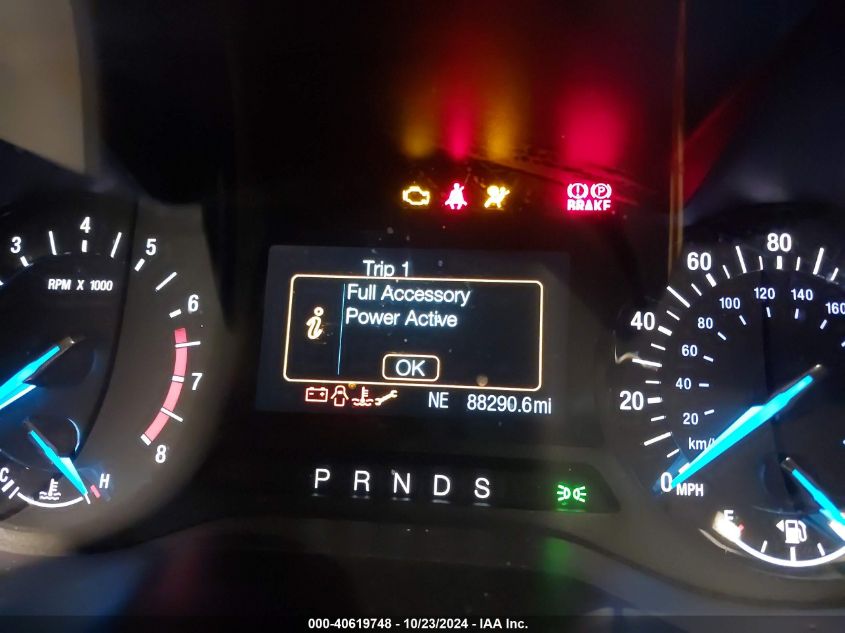 BRAKE
3
4
5
6
7
8
RPM X 1000
C
H
Trip 1
Full Accessory
Power Active
OK
NE 88290.6mi
P R N D S
0
20
40
60
80
20
40
60
80
100
120
140
160
km/
MPH
E
000-40619748 - 10/23/2024 - IAA Inc.